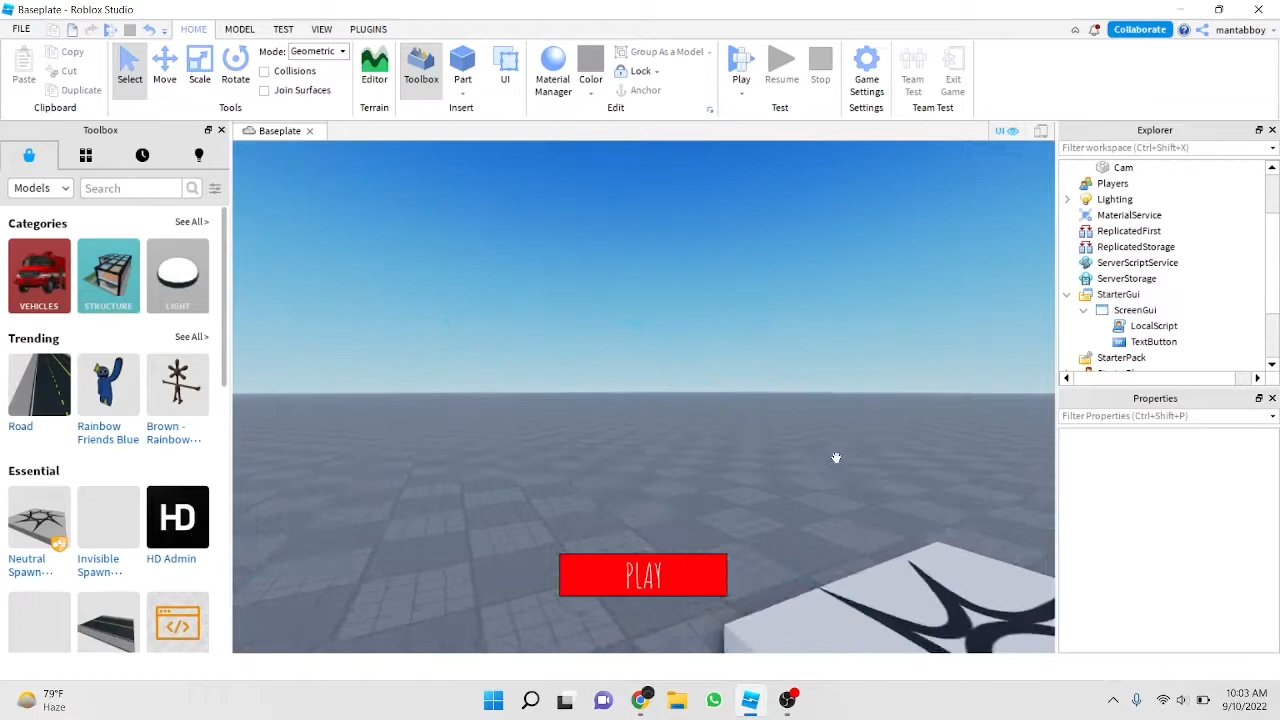 Baseplate - Roblox Studio
FILE HOME MODEL TEST VIEW PLUGINS Collaborate mantabboy
Paste Copy Cut Duplicate Select Move Scale Rotate Mode: Geometric Collisions Join Surfaces Editor Toolbox Part UI Material Manager Color Group As a Model Lock Anchor Play Resume Stop Game Settings Team Test Exit Game
Clipboard Tools Terrain Insert Edit Test Settings Team Test
Toolbox Baseplate UI Explorer
Filter workspace (Ctrl+Shift+X)
Models Search
Categories See All >
VEHICLES STRUCTURE LIGHT
Trending See All >
Road Rainbow Friends Blue Brown - Rainbow...
Essential
HD
Neutral Spawn... Invisible Spawn... HD Admin
PLAY
Cam
Players
Lighting
MaterialService
ReplicatedFirst
ReplicatedStorage
ServerScriptService
ServerStorage
StarterGui
ScreenGui
LocalScript
TextButton
StarterPack
Properties
Filter Properties (Ctrl+Shift+P)
79°F
Haze
10:03 AM
9/10/2022